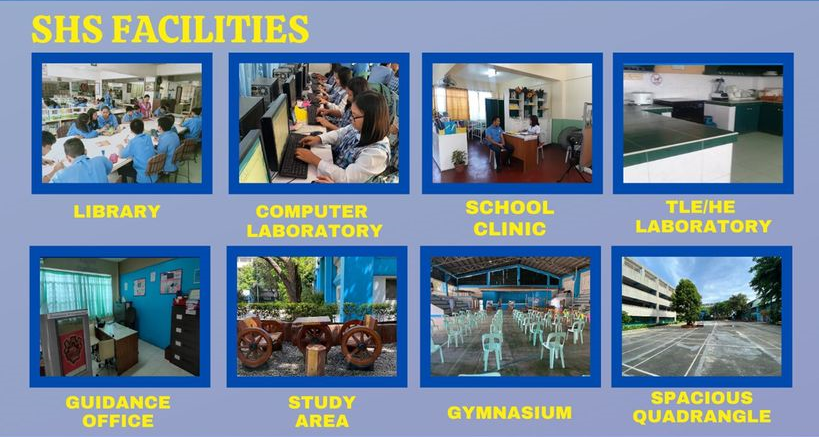 SHS FACILITIES
LIBRARY
COMPUTER
LABORATORY
SCHOOL
CLINIC
TLE/HE
LABORATORY
GUIDANCE
OFFICE
STUDY
AREA
GYMNASIUM
SPACIOUS
QUADRANGLE